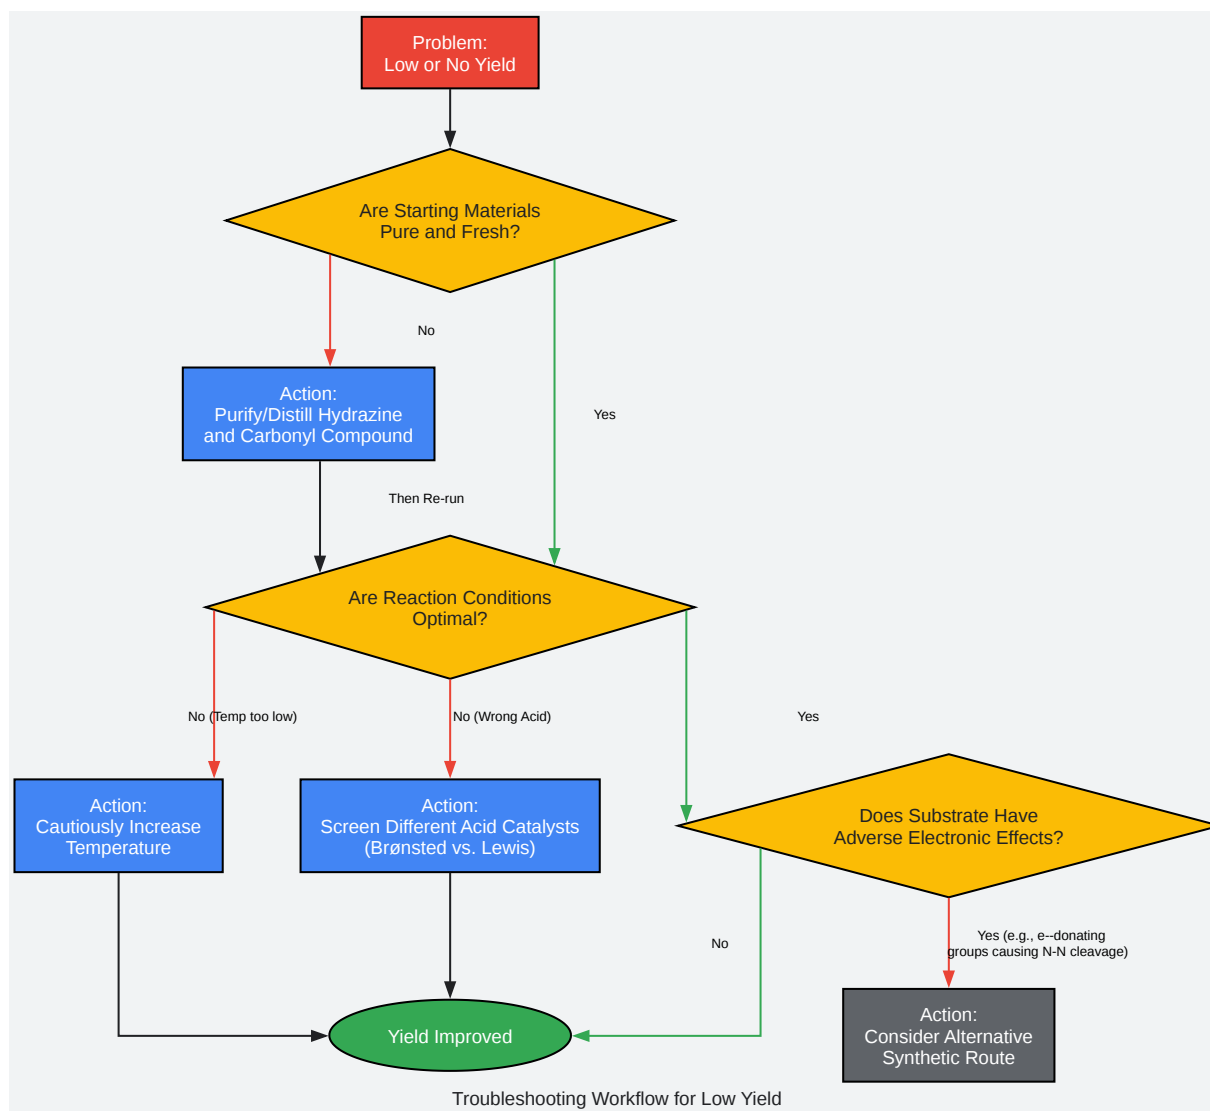 Problem:
Low or No Yield
Are Starting Materials
Pure and Fresh?
No
Action:
Purify/Distill Hydrazine
and Carbonyl Compound
Yes
Then Re-run
Are Reaction Conditions
Optimal?
No (Temp too low)
No (Wrong Acid)
Yes
Action:
Cautiously Increase
Temperature
Action:
Screen Different Acid Catalysts
(Brønsted vs. Lewis)
Does Substrate Have
Adverse Electronic Effects?
No
Yes (e.g., e--donating
groups causing N-N cleavage)
Yield Improved
Action:
Consider Alternative
Synthetic Route
Troubleshooting Workflow for Low Yield